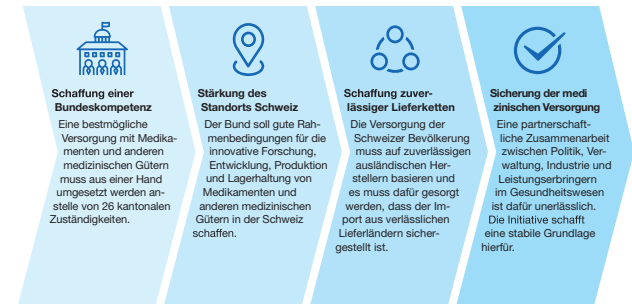 Schaffung einer
Bundeskompetenz
Eine bestmögliche
Versorgung mit Medika-
menten und anderen
medizinischen Gütern
muss aus einer Hand
umgesetzt werden an-
stelle von 26 kantonalen
Zuständigkeiten.
Stärkung des
Standorts Schweiz
Der Bund soll gute Rah-
menbedingungen für die
innovative Forschung,
Entwicklung, Produktion
und Lagerhaltung von
Medikamenten und
anderen medizinischen
Gütern in der Schweiz
schaffen.
Schaffung zuver-
lässiger Lieferketten
Die Versorgung der
Schweizer Bevölkerung
muss auf zuverlässigen
ausländischen Her-
stellern basieren und
es muss dafür gesorgt
werden, dass der Im-
port aus verlässlichen
Lieferländern sicher-
gestellt ist.
Sicherung der medi
zinischen Versorgung
Eine partnerschaft-
liche Zusammenarbeit
zwischen Politik, Ver-
waltung, Industrie und
Leistungserbringern
im Gesundheitswesen
ist dafür unerlässlich.
Die Initiative schafft
eine stabile Grundlage
hierfür.